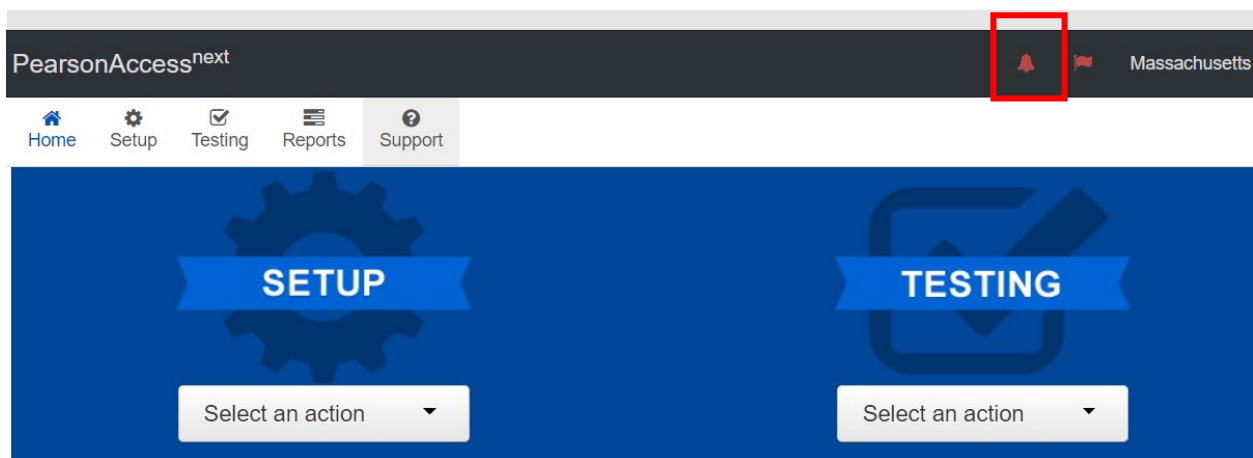 PearsonAccessnext
Massachusetts
Home Setup Testing Reports Support
SETUP TESTING
Select an action Select an action